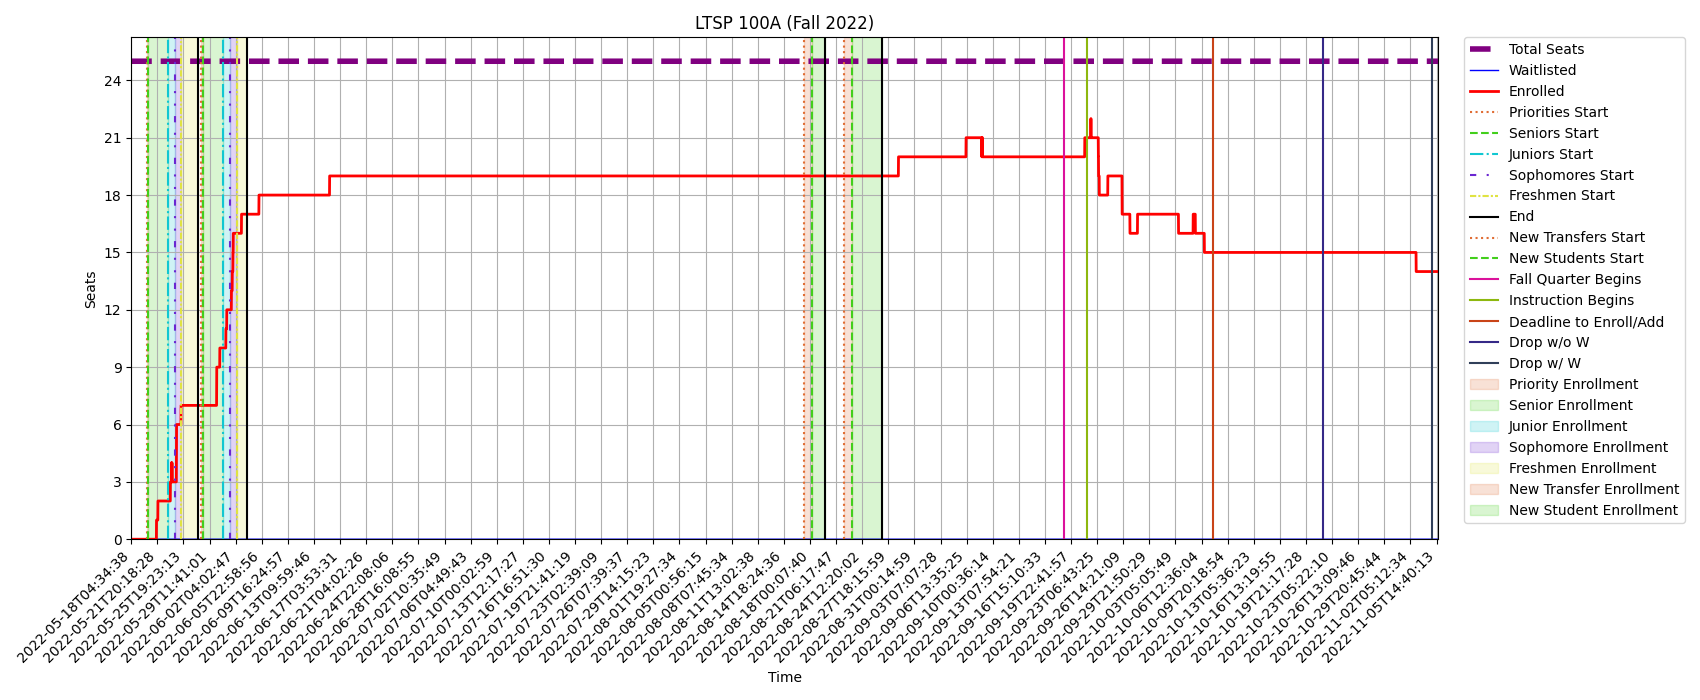 LTSP 100A (Fall 2022)
Total Seats
Waitlisted
Enrolled
Priorities Start
Seniors Start
Juniors Start
Sophomores Start
Freshmen Start
End
New Transfers Start
New Students Start
Fall Quarter Begins
Instruction Begins
Deadline to Enroll/Add
Drop w/o W
Drop w/ W
Priority Enrollment
Senior Enrollment
Junior Enrollment
Sophomore Enrollment
Freshmen Enrollment
New Transfer Enrollment
New Student Enrollment
Seats
24
21
18
15
12
9
6
3
0
2022-05-18T04:34:38
2022-05-21T20:18:28
2022-05-25T19:23:13
2022-05-29T11:41:01
2022-06-02T04:02:47
2022-06-05T22:58:56
2022-06-09T16:24:57
2022-06-13T09:59:46
2022-06-17T03:53:31
2022-06-21T04:02:26
2022-06-24T22:08:06
2022-06-28T16:08:55
2022-07-02T10:35:49
2022-07-06T04:49:43
2022-07-10T00:02:59
2022-07-13T12:17:27
2022-07-16T16:51:30
2022-07-19T21:41:19
2022-07-23T02:39:09
2022-07-26T07:39:37
2022-07-29T14:15:23
2022-08-01T19:27:34
2022-08-05T00:56:15
2022-08-08T07:45:34
2022-08-11T13:02:38
2022-08-14T18:24:36
2022-08-18T00:07:40
2022-08-21T06:17:47
2022-08-24T12:20:02
2022-08-27T18:15:59
2022-08-31T00:14:59
2022-09-03T07:07:28
2022-09-06T13:35:25
2022-09-10T00:36:14
2022-09-13T07:54:21
2022-09-16T15:10:33
2022-09-19T22:41:57
2022-09-23T06:43:25
2022-09-26T14:21:09
2022-09-29T21:50:29
2022-10-03T05:05:49
2022-10-06T12:36:04
2022-10-09T20:18:54
2022-10-13T05:36:23
2022-10-16T13:19:55
2022-10-19T21:17:28
2022-10-23T05:22:10
2022-10-26T13:09:46
2022-10-29T20:45:44
2022-11-02T05:12:34
2022-11-05T14:40:13
Time